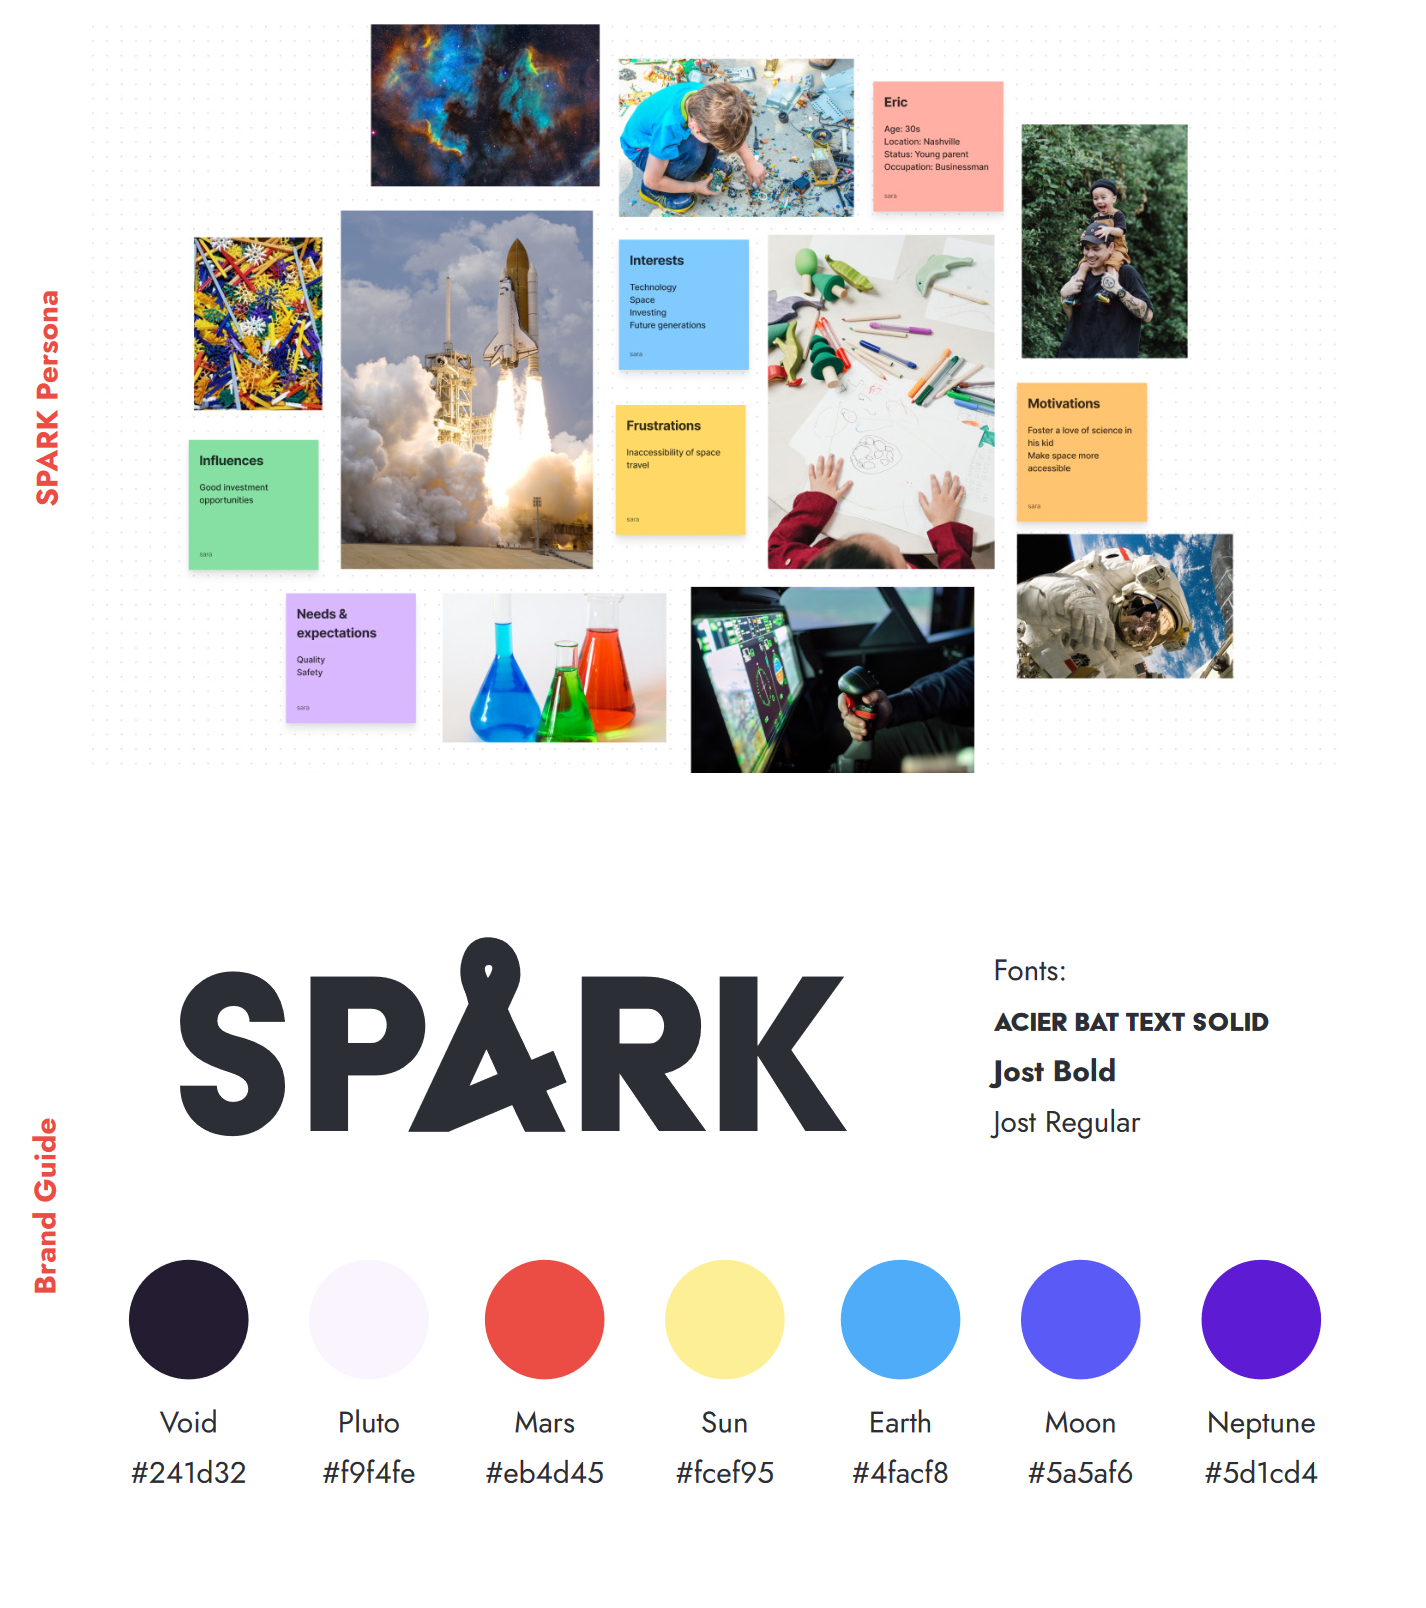 SPARK Persona
Eric
Age: 30s
Location: Nashville
Status: Young parent
Occupation: Businessman
sara
Interests
Technology
Space
Investing
Future generations
sara
Frustrations
Inaccessibility of space
travel
sara
Motivations
Foster a love of science in
his kid
Make space more
accessible
sara
Influences
Good investment
opportunities
sara
Needs &
expectations
Quality
Safety
sara
Brand Guide
SPARK
Fonts:
ACIER BAT TEXT SOLID
Jost Bold
Jost Regular
Void
#241d32
Pluto
#f9f4fe
Mars
#eb4d45
Sun
#fcef95
Earth
#4facf8
Moon
#5a5af6
Neptune
#5d1cd4